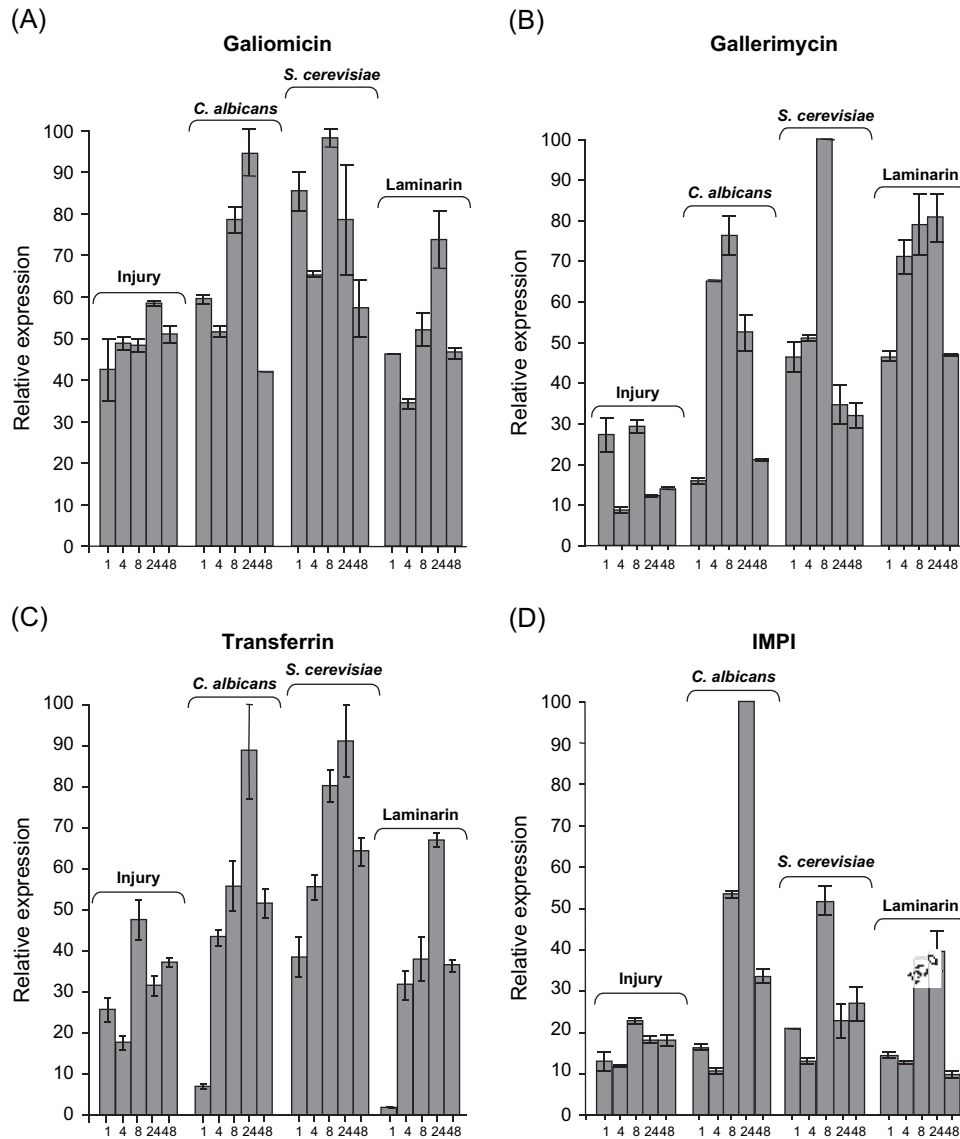 (A)
Galiomicin
S. cerevisiae
C. albicans
Laminarin
Injury
Relative expression
100
90
80
70
60
50
40
30
20
10
0
1 4 8 2448 1 4 8 2448 1 4 8 2448 1 4 8 2448
(B)
Gallerimycin
S. cerevisiae
Laminarin
C. albicans
Injury
Relative expression
100
90
80
70
60
50
40
30
20
10
0
1 4 8 2448 1 4 8 2448 1 4 8 2448 1 4 8 2448
(C)
Transferrin
S. cerevisiae
C. albicans
Laminarin
Injury
Relative expression
100
90
80
70
60
50
40
30
20
10
0
1 4 8 2448 1 4 8 2448 1 4 8 2448 1 4 8 2448
(D)
IMPI
C. albicans
S. cerevisiae
Laminarin
Injury
Relative expression
100
90
80
70
60
50
40
30
20
10
0
1 4 8 2448 1 4 8 2448 1 4 8 2448 1 4 8 2448